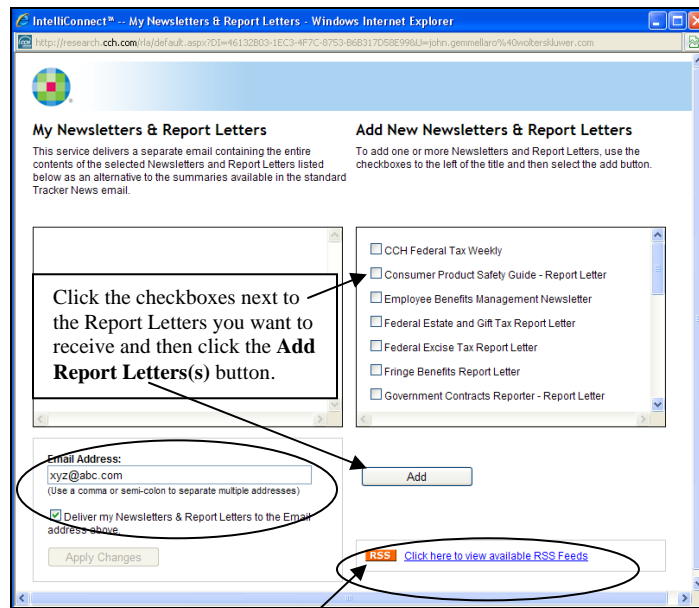 IntelliConnect™ -- My Newsletters & Report Letters - Windows Internet Explorer
http://research.cch.com/rla/default.aspx?DI=46132B03-1EC3-4F7C-8753-B6B317D58E99&U=john.gemmellaro%40wolterskluwer.com
My Newsletters & Report Letters
This service delivers a separate email containing the entire
contents of the selected Newsletters and Report Letters listed
below as an alternative to the summaries available in the standard
Tracker News email.
Add New Newsletters & Report Letters
To add one or more Newsletters and Report Letters, use the
checkboxes to the left of the title and then select the add button.
Click the checkboxes next to
the Report Letters you want to
receive and then click the Add
Report Letters(s) button.
CCH Federal Tax Weekly
Consumer Product Safety Guide - Report Letter
Employee Benefits Management Newsletter
Federal Estate and Gift Tax Report Letter
Federal Excise Tax Report Letter
Fringe Benefits Report Letter
Government Contracts Reporter - Report Letter
Email Address:
xyz@abc.com
(Use a comma or semi-colon to separate multiple addresses)
Deliver my Newsletters & Report Letters to the Email
address above.
Apply Changes
Add
RSS Click here to view available RSS Feeds